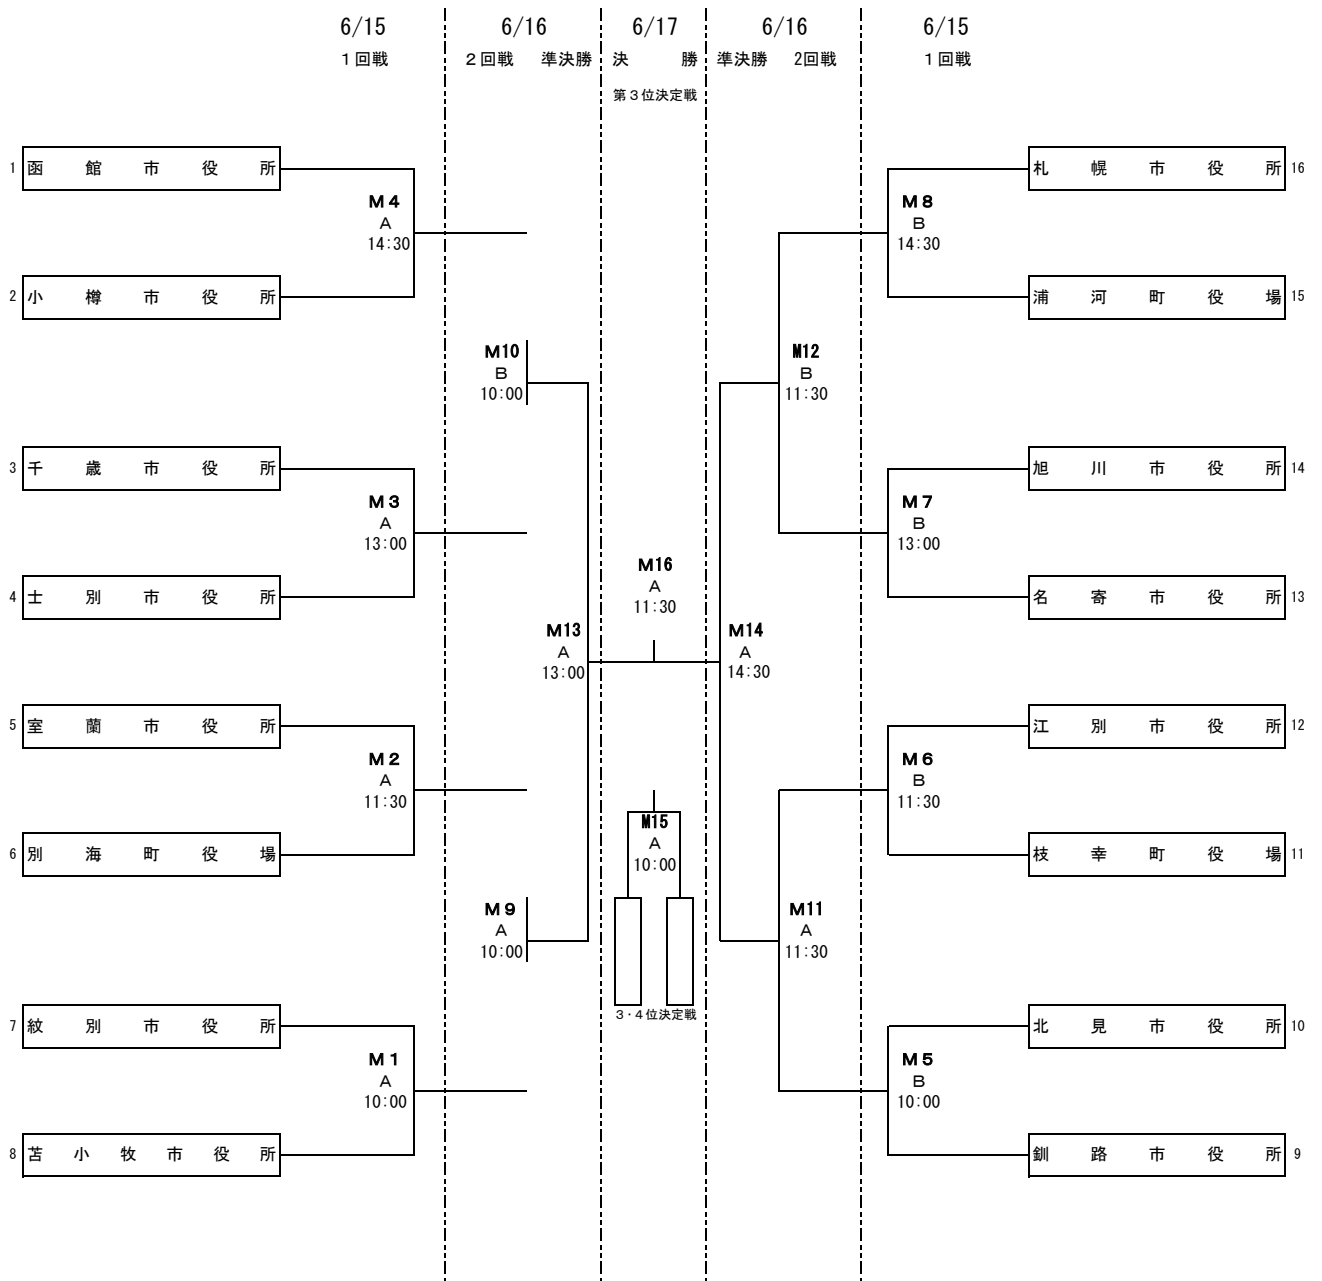 6/15 6/16 6/17 6/16 6/15
１回戦 ２回戦 準決勝 決 勝 準決勝 2回戦 １回戦
第３位決定戦
1 函館市役所 札幌市役所 16
M４ M８
A B
14:30 14:30
2 小樽市役所 浦河町役場 15
M10 M12
B B
10:00 11:30
3 千歳市役所 旭川市役所 14
M３ M７
A B
13:00 13:00
M16
A
11:30
4 士別市役所 名寄市役所 13
M13 M14
A A
13:00 14:30
5 室蘭市役所 江別市役所 12
M２ M６
A B
11:30 11:30
M15
A
10:00
6 別海町役場 枝幸町役場 11
M９ M11
A A
10:00 11:30
3・4位決定戦
7 紋別市役所 北見市役所 10
M１ M５
A B
10:00 10:00
8 苫小牧市役所 釧路市役所 9